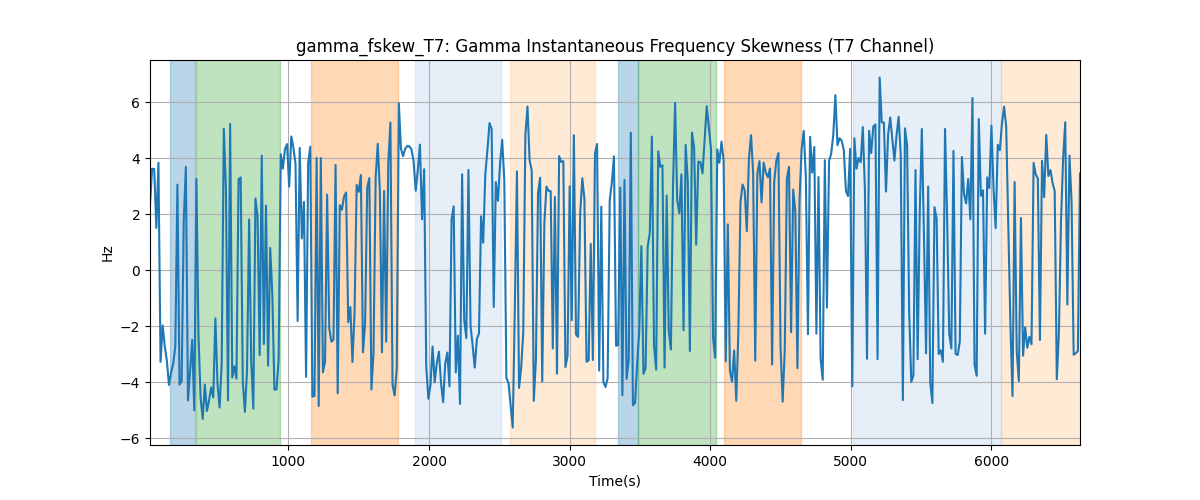 gamma_fskew_T7: Gamma Instantaneous Frequency Skewness (T7 Channel)
6
4
2
0
−2
−4
−6
Hz
1000 2000 3000 4000 5000 6000
Time(s)